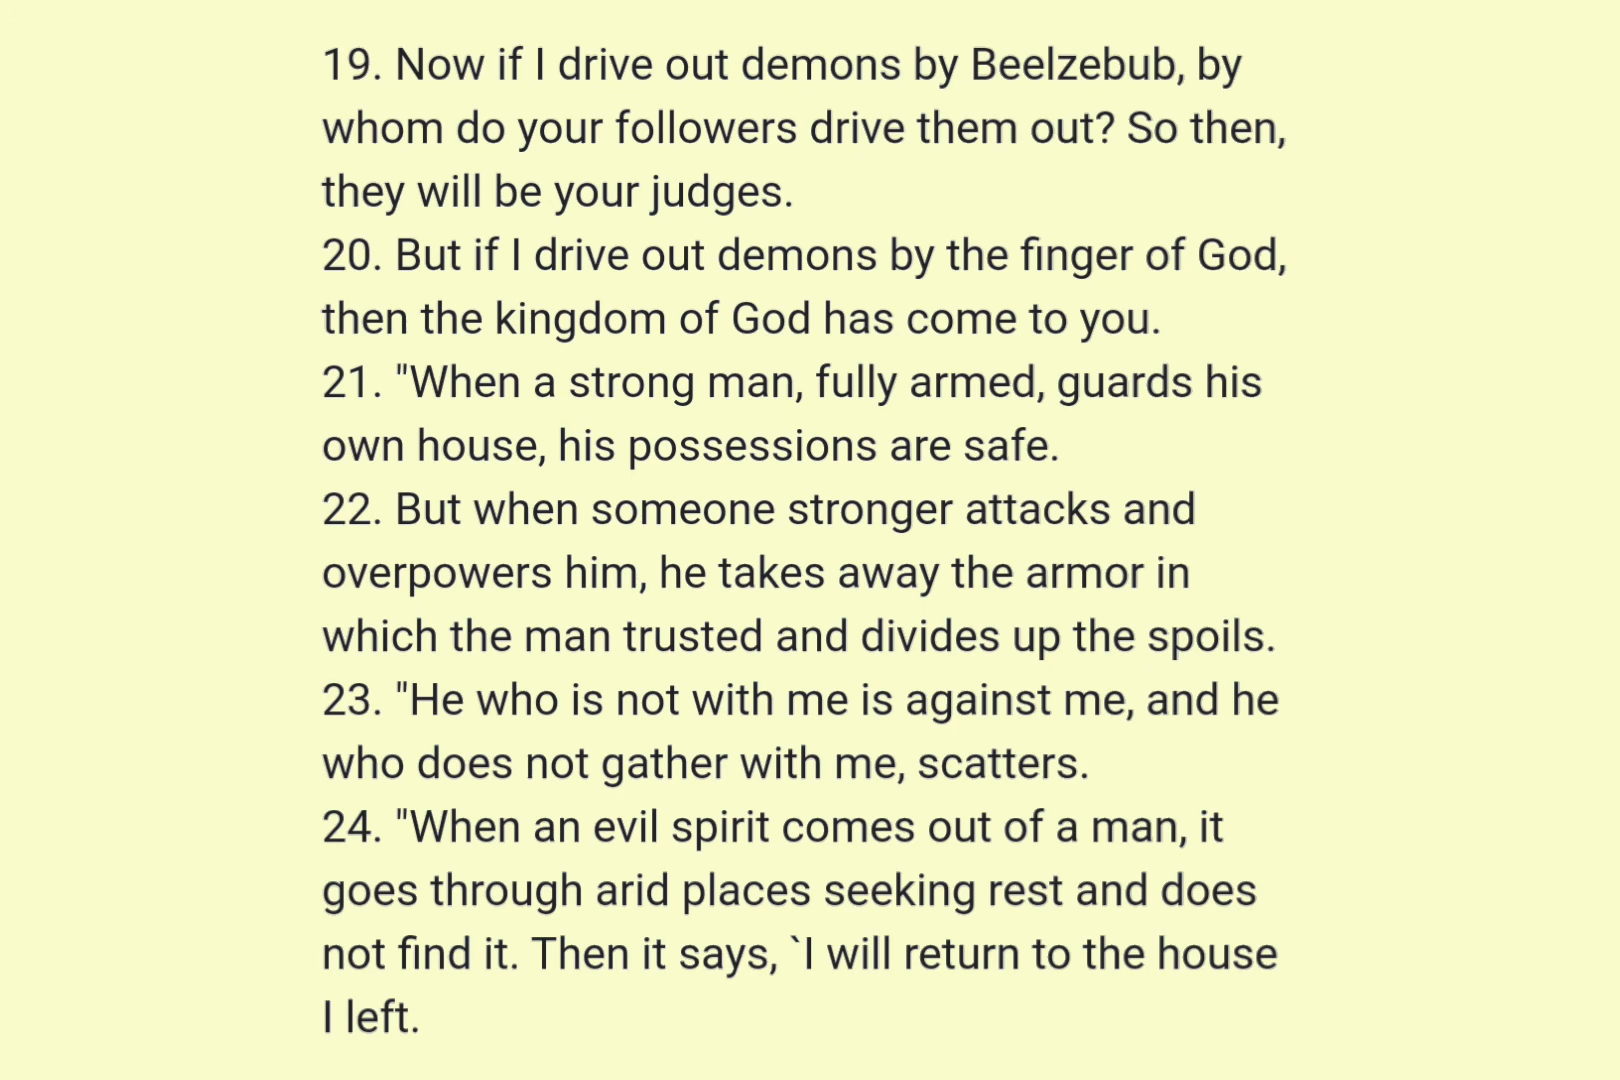 19. Now if I drive out demons by Beelzebub, by
whom do your followers drive them out? So then,
they will be your judges.
20. But if I drive out demons by the finger of God,
then the kingdom of God has come to you.
21. "When a strong man, fully armed, guards his
own house, his possessions are safe.
22. But when someone stronger attacks and
overpowers him, he takes away the armor in
which the man trusted and divides up the spoils.
23. "He who is not with me is against me, and he
who does not gather with me, scatters.
24. "When an evil spirit comes out of a man, it
goes through arid places seeking rest and does
not find it. Then it says, `I will return to the house
I left.